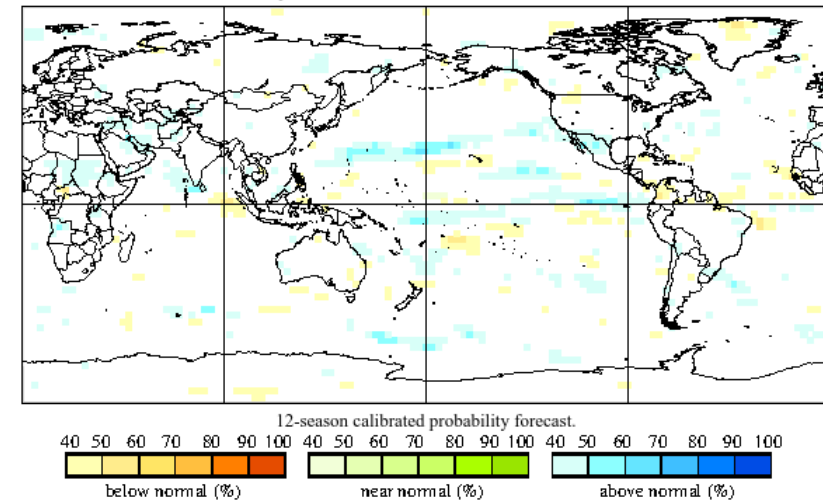 12-season calibrated probability forecast.
40 50 60 70 80 90 100 40 50 60 70 80 90 100 40 50 60 70 80 90 100
below normal (%) near normal (%) above normal (%)